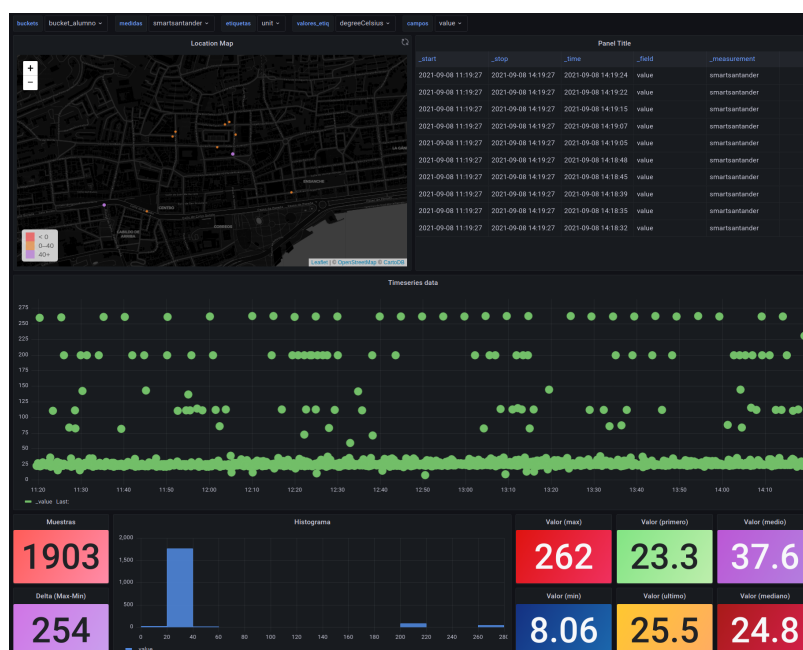 buckets bucket_alumno medidas smartsantander etiquetas unit valores_etiq degreeCelsius campos value
Location Map
+
−
CENTRO
< 0
0–40
40+
Leaflet | © OpenStreetMap © CartoDB
Panel Title
_start _stop _time _field _measurement
2021-09-08 11:19:27 2021-09-08 14:19:27 2021-09-08 14:19:24 value smartsantander
2021-09-08 11:19:27 2021-09-08 14:19:27 2021-09-08 14:19:22 value smartsantander
2021-09-08 11:19:27 2021-09-08 14:19:27 2021-09-08 14:19:15 value smartsantander
2021-09-08 11:19:27 2021-09-08 14:19:27 2021-09-08 14:19:07 value smartsantander
2021-09-08 11:19:27 2021-09-08 14:19:27 2021-09-08 14:19:05 value smartsantander
2021-09-08 11:19:27 2021-09-08 14:19:27 2021-09-08 14:18:48 value smartsantander
2021-09-08 11:19:27 2021-09-08 14:19:27 2021-09-08 14:18:45 value smartsantander
2021-09-08 11:19:27 2021-09-08 14:19:27 2021-09-08 14:18:39 value smartsantander
2021-09-08 11:19:27 2021-09-08 14:19:27 2021-09-08 14:18:35 value smartsantander
2021-09-08 11:19:27 2021-09-08 14:19:27 2021-09-08 14:18:32 value smartsantander
Timeseries data
275
250
225
200
175
150
125
100
75
50
25
0
11:20 11:30 11:40 11:50 12:00 12:10 12:20 12:30 12:40 12:50 13:00 13:10 13:20 13:30 13:40 13:50 14:00 14:10
_value Last:
Muestras
1903
Delta (Max-Min)
254
Histograma
2,000
1,500
1,000
500
0
0 20 40 60 80 100 120 140 160 180 200 220 240 260 280
_value
Valor (max)
262
Valor (primero)
23.3
Valor (medio)
37.6
Valor (min)
8.06
Valor (ultimo)
25.5
Valor (mediano)
24.8